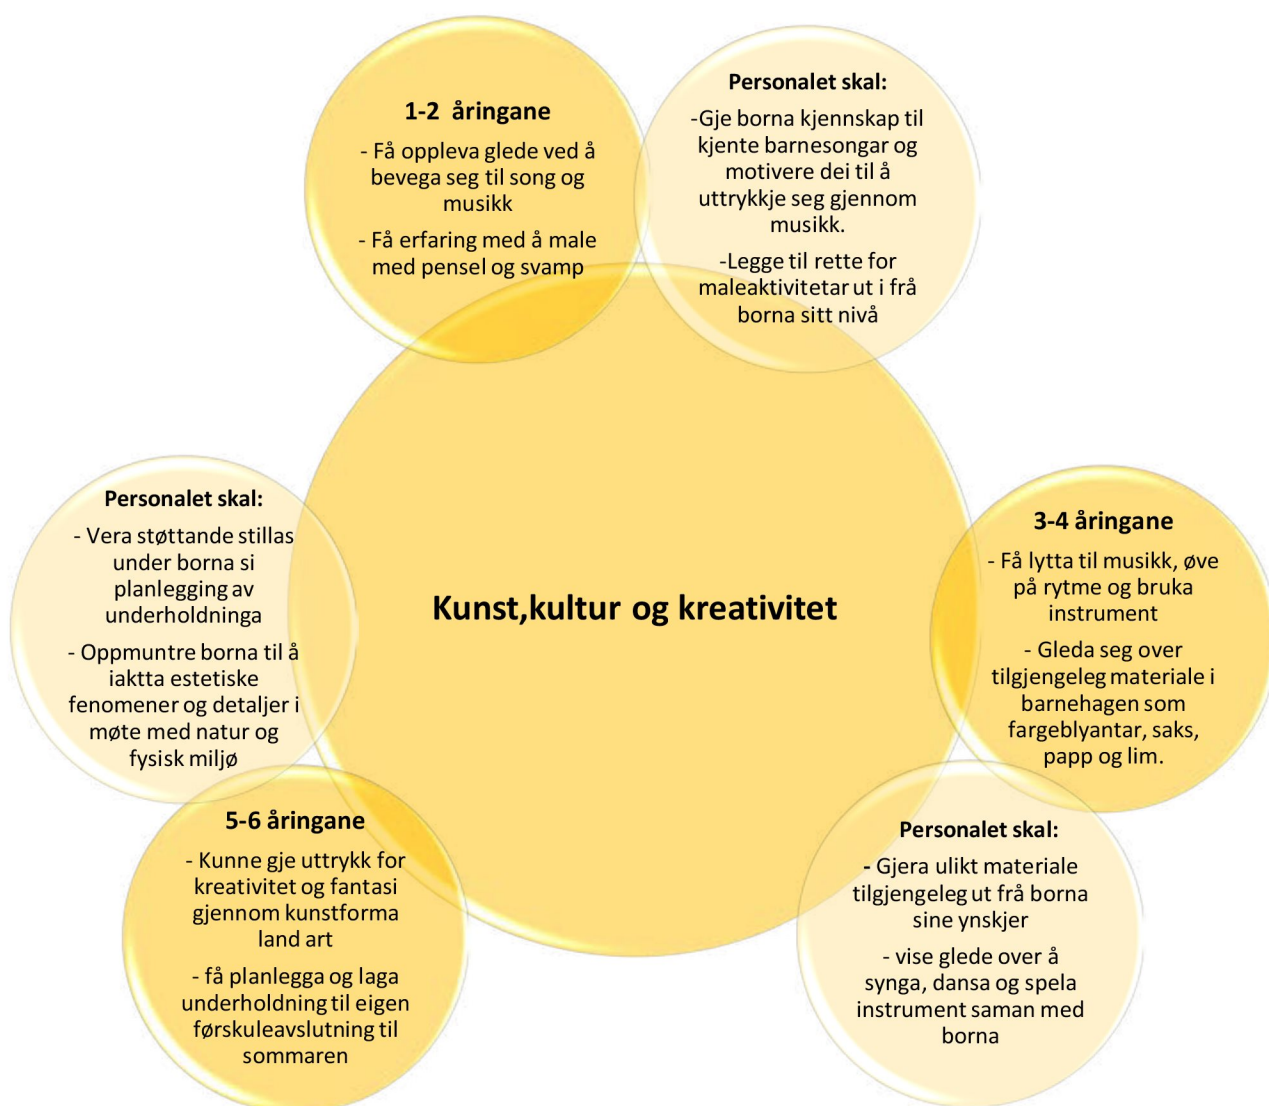 1-2 åringane
- Få oppleva glede ved å
bevega seg til song og
musikk
- Få erfaring med å male
med pensel og svamp
Personalet skal:
-Gje borna kjennskap til
kjente barnesongar og
motivere dei til å
uttrykkje seg gjennom
musikk.
-Legge til rette for
maleaktivitetar ut i frå
borna sitt nivå
Kunst,kultur og kreativitet
3-4 åringane
- Få lytta til musikk, øve
på rytme og bruka
instrument
- Gleda seg over
tilgjengeleg materiale i
barnehagen som
fargeblyantar, saks,
papp og lim.
Personalet skal:
- Gjera ulikt materiale
tilgjengeleg ut frå borna
sine ynskjer
- vise glede over å
synga, dansa og spela
instrument saman med
borna
5-6 åringane
- Kunne gje uttrykk for
kreativitet og fantasi
gjennom kunstforma
land art
- få planlegga og laga
underholdning til eigen
førskuleavslutning til
sommaren
Personalet skal:
- Vera støttande stillas
under borna si
planlegging av
underholdninga
- Oppmuntre borna til å
iaktta estetiske
fenomener og detaljer i
møte med natur og
fysisk miljø